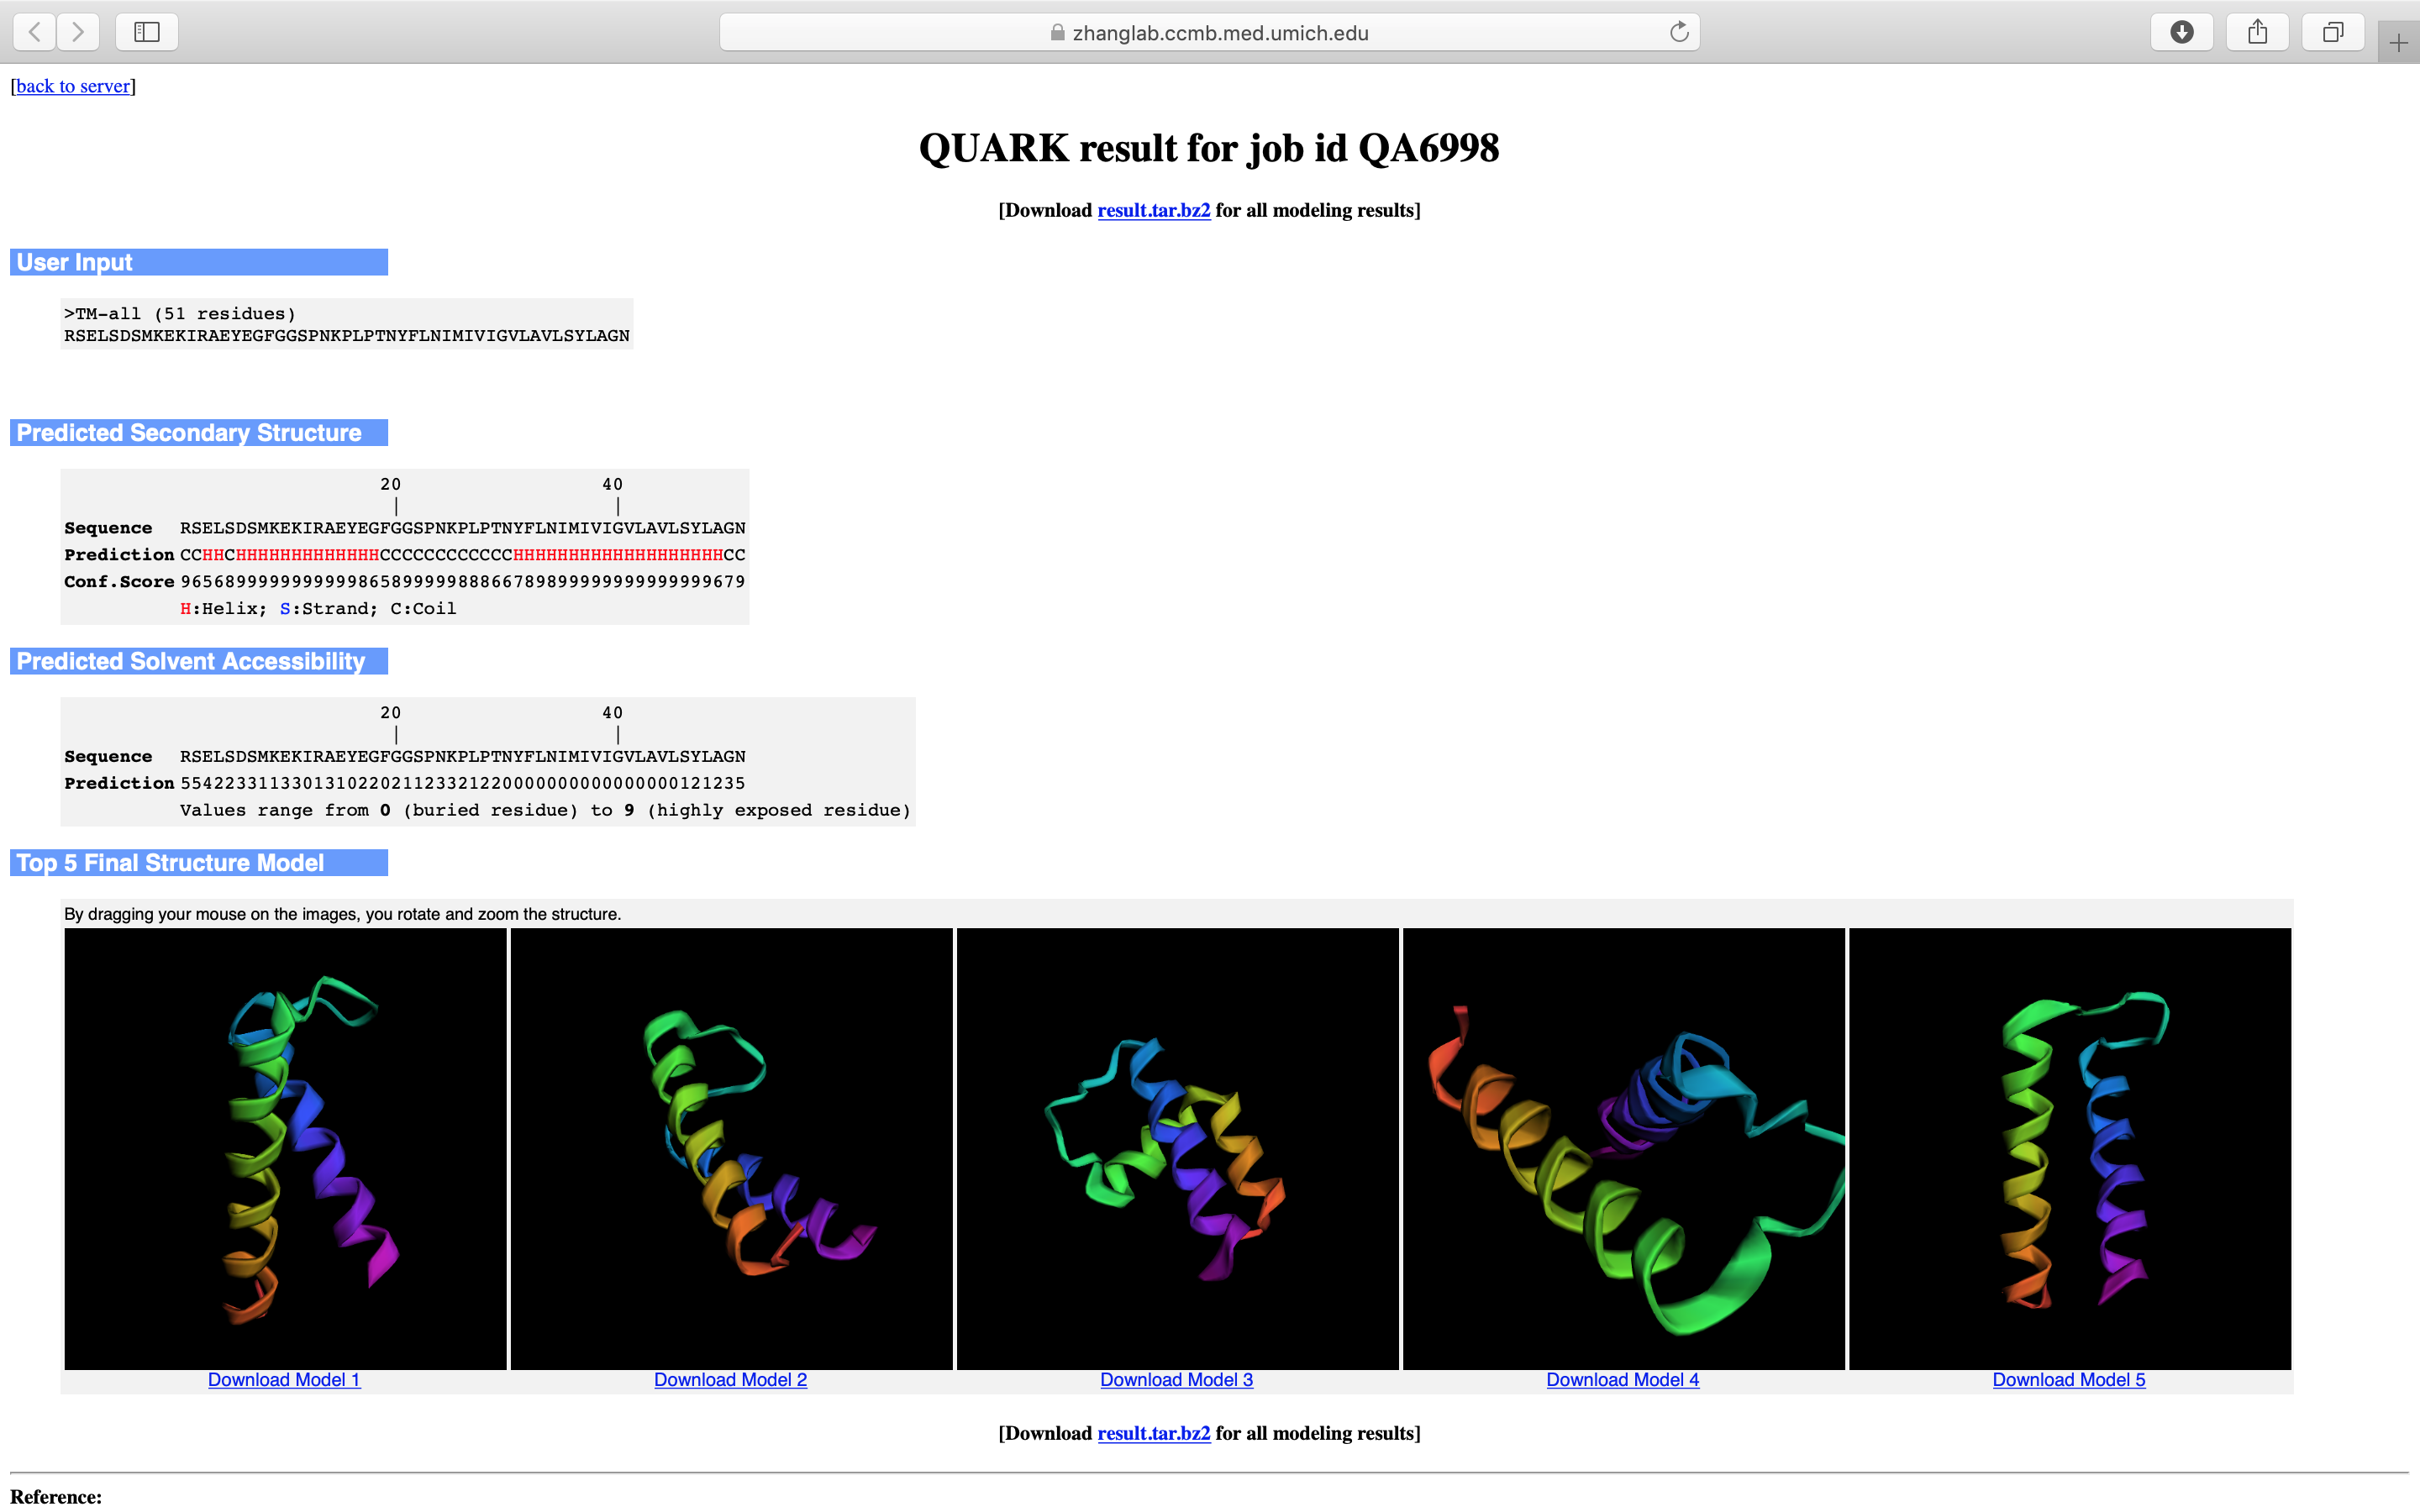 zhanglab.ccmb.med.umich.edu
[back to server]
QUARK result for job id QA6998
[Download result.tar.bz2 for all modeling results]
User Input
>TM-all (51 residues)
RSELSDSMKEKIRAEYEGFGGSPNKPLPTNYFLNIMIVIGVLAVLSYLAGN
Predicted Secondary Structure
20 40
| |
Sequence RSELSDSMKEKIRAEYEGFGGSPNKPLPTNYFLNIMIVIGVLAVLSYLAGN
Prediction CCHHCHHHHHHHHHHHHHCCCCCCCCCCCCHHHHHHHHHHHHHHHHHHHCC
Conf.Score 965689999999999986589999988866789899999999999999679
H:Helix; S:Strand; C:Coil
Predicted Solvent Accessibility
20 40
| |
Sequence RSELSDSMKEKIRAEYEGFGGSPNKPLPTNYFLNIMIVIGVLAVLSYLAGN
Prediction 554223311330131022021123321220000000000000000121235
Values range from 0 (buried residue) to 9 (highly exposed residue)
Top 5 Final Structure Model
By dragging your mouse on the images, you rotate and zoom the structure.
Download Model 1 Download Model 2 Download Model 3 Download Model 4 Download Model 5
[Download result.tar.bz2 for all modeling results]
Reference: